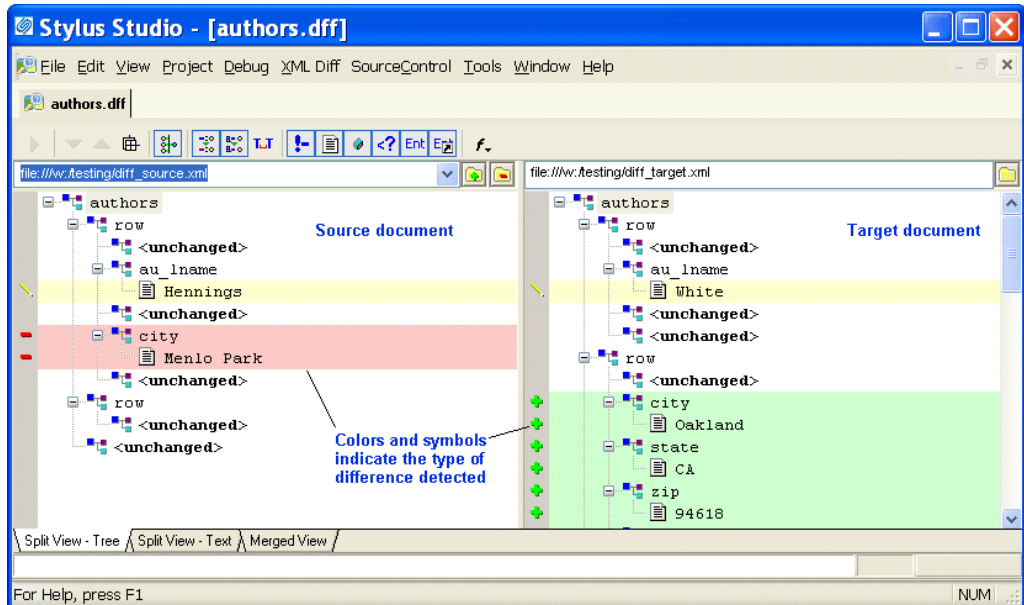 Stylus Studio - [authors.dff]
File Edit View Project Debug XML Diff SourceControl Tools Window Help
authors.dff
<? Ent
file:///w:/testing/diff_source.xml
authors
row
<unchanged>
au_lname
Hennings
<unchanged>
city
Menlo Park
<unchanged>
row
<unchanged>
<unchanged>
Source document
Colors and symbols
indicate the type of
difference detected
file:///w:/testing/diff_target.xml
authors
row
<unchanged>
au_lname
White
<unchanged>
<unchanged>
row
<unchanged>
city
Oakland
state
CA
zip
94618
Target document
Split View - Tree Split View - Text Merged View
For Help, press F1 NUM